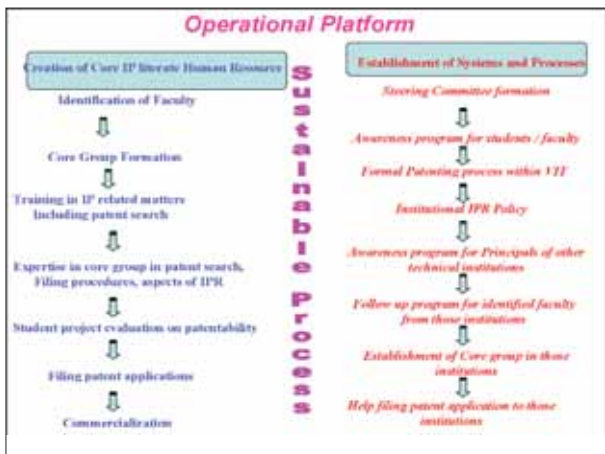 Operational Platform
Creation of Core IP literate Human Resource
Identification of Faculty
Core Group Formation
Training in IP related matters
Including patent search
Expertise in core group in patent search,
Filing procedures, aspects of IPR
Student project evaluation on patentability
Filing patent applications
Commercialization
Sustainable Process
Establishment of Systems and Processes
Steering Committee formation
Awareness program for students / faculty
Formal Patenting process within VIT
Institutional IPR Policy
Awareness program for Principals of other
technical institutions
Follow up program for identified faculty
from those institutions
Establishment of Core group in those
institutions
Help filing patent application to those
institutions